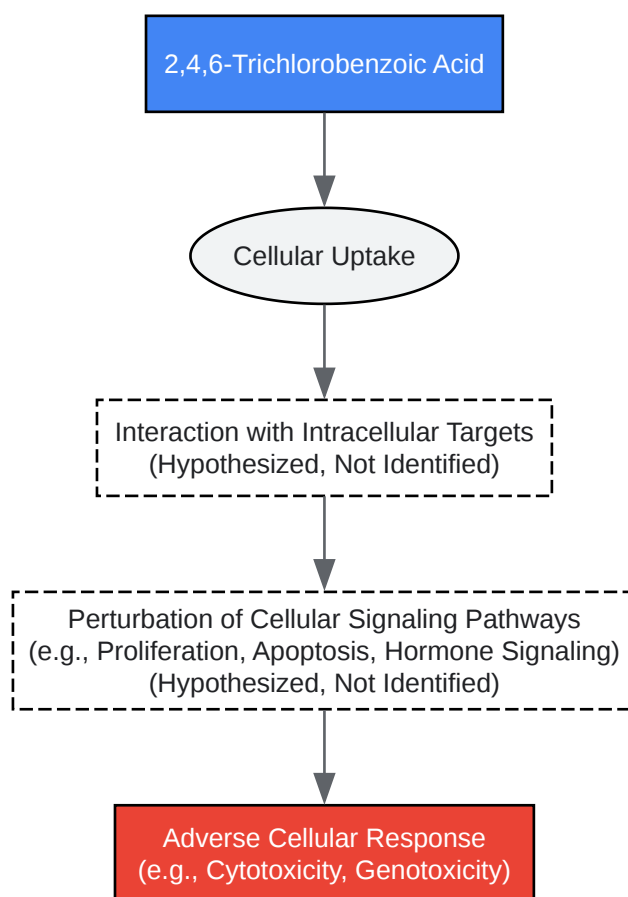 2,4,6-Trichlorobenzoic Acid
Cellular Uptake
Interaction with Intracellular Targets
(Hypothesized, Not Identified)
Perturbation of Cellular Signaling Pathways
(e.g., Proliferation, Apoptosis, Hormone Signaling)
(Hypothesized, Not Identified)
Adverse Cellular Response
(e.g., Cytotoxicity, Genotoxicity)